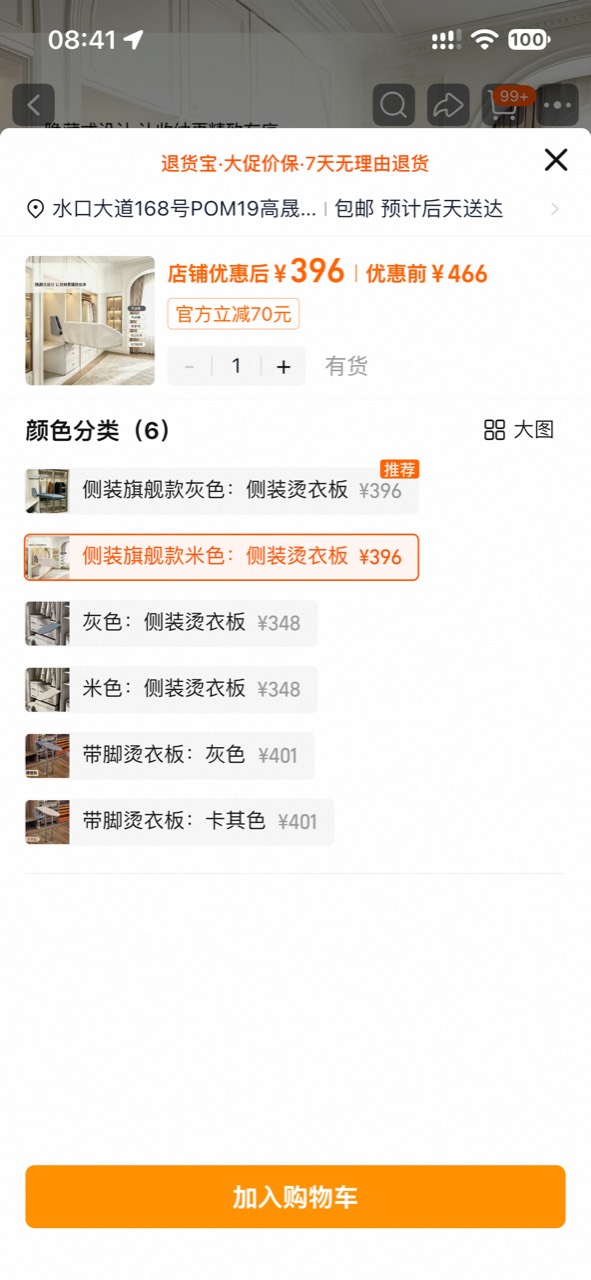 08:41
100
99+
退货宝·大促价保·7天无理由退货
水口大道168号POM19高晟... | 包邮 预计后天送达
店铺优惠后¥396 | 优惠前¥466
官方立减70元
- 1 + 有货
颜色分类（6） 大图
推荐
侧装旗舰款灰色：侧装烫衣板 ¥396
侧装旗舰款米色：侧装烫衣板 ¥396
灰色：侧装烫衣板 ¥348
米色：侧装烫衣板 ¥348
带脚烫衣板：灰色 ¥401
带脚烫衣板：卡其色 ¥401
加入购物车